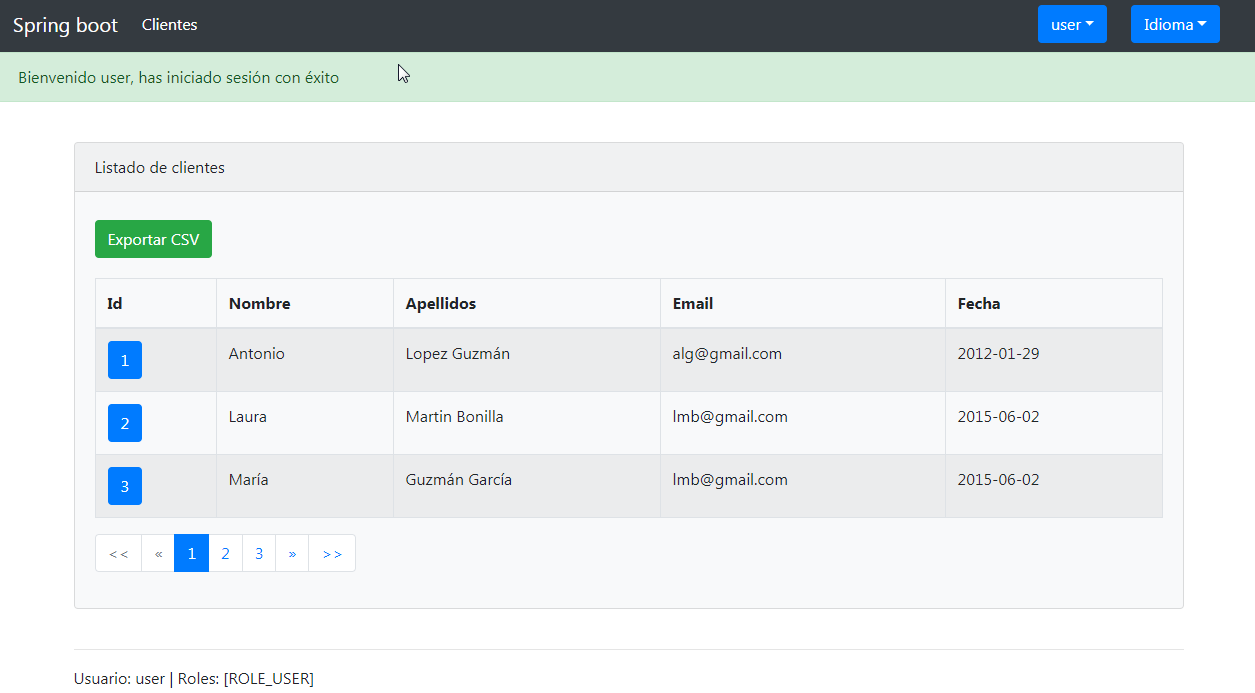 Spring boot Clientes user Idioma
Bienvenido user, has iniciado sesión con éxito
Listado de clientes
Exportar CSV
Id Nombre Apellidos Email Fecha
1 Antonio Lopez Guzmán alg@gmail.com 2012-01-29
2 Laura Martin Bonilla lmb@gmail.com 2015-06-02
3 María Guzmán García lmb@gmail.com 2015-06-02
<< « 1 2 3 » >>
Usuario: user | Roles: [ROLE_USER]